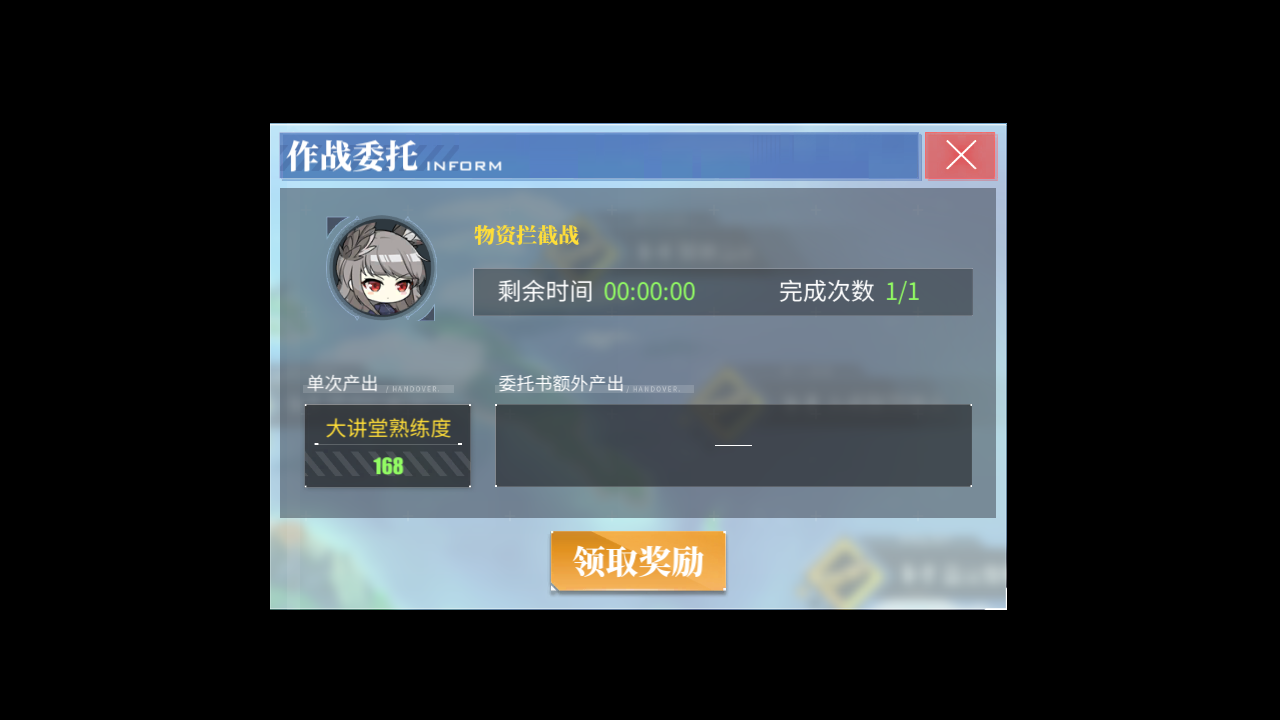 作战委托 INFORM
物资拦截战
剩余时间 00:00:00 完成次数 1/1
单次产出 / HANDOVER.
委托书额外产出 / HANDOVER.
大讲堂熟练度
168
领取奖励